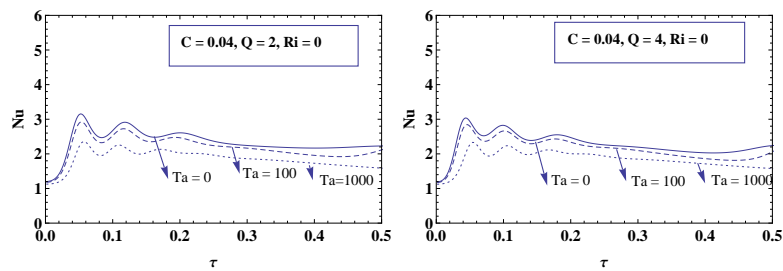 C = 0.04, Q = 2, Ri = 0
Nu
6
5
4
3
2
1
0
Ta = 0
Ta = 100
Ta=1000
0.0 0.1 0.2 0.3 0.4 0.5
τ
C = 0.04, Q = 4, Ri = 0
Nu
6
5
4
3
2
1
0
Ta = 0
Ta = 100
Ta = 1000
0.0 0.1 0.2 0.3 0.4 0.5
τ